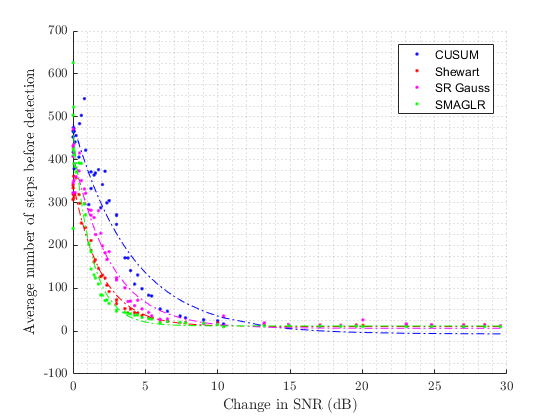 700
600
500
400
300
200
100
0
-100
0
5
10
15
20
25
30
Average number of steps before detection
Change in SNR (dB)
CUSUM
Shewart
SR Gauss
SMAGLR